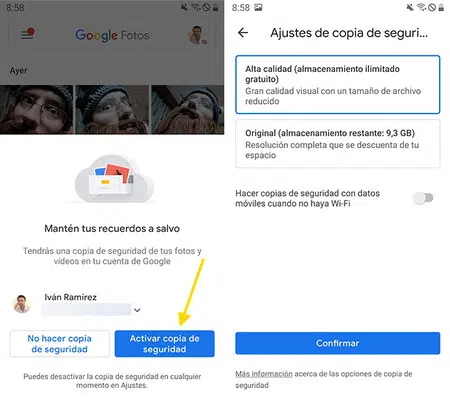 8:58
Google Fotos
Ayer
Mantén tus recuerdos a salvo
Tendrás una copia de seguridad de tus fotos y
vídeos en tu cuenta de Google
Iván Ramírez
No hacer copia
de seguridad
Activar copia de
seguridad
Puedes desactivar la copia de seguridad en cualquier
momento en Ajustes.
8:58
Ajustes de copia de seguri...
Alta calidad (almacenamiento ilimitado
gratuito)
Gran calidad visual con un tamaño de archivo
reducido
Original (almacenamiento restante: 9,3 GB)
Resolución completa que se descuenta de tu
espacio
Hacer copias de seguridad con datos
móviles cuando no haya Wi-Fi
Confirmar
Más información acerca de las opciones de copia de
seguridad